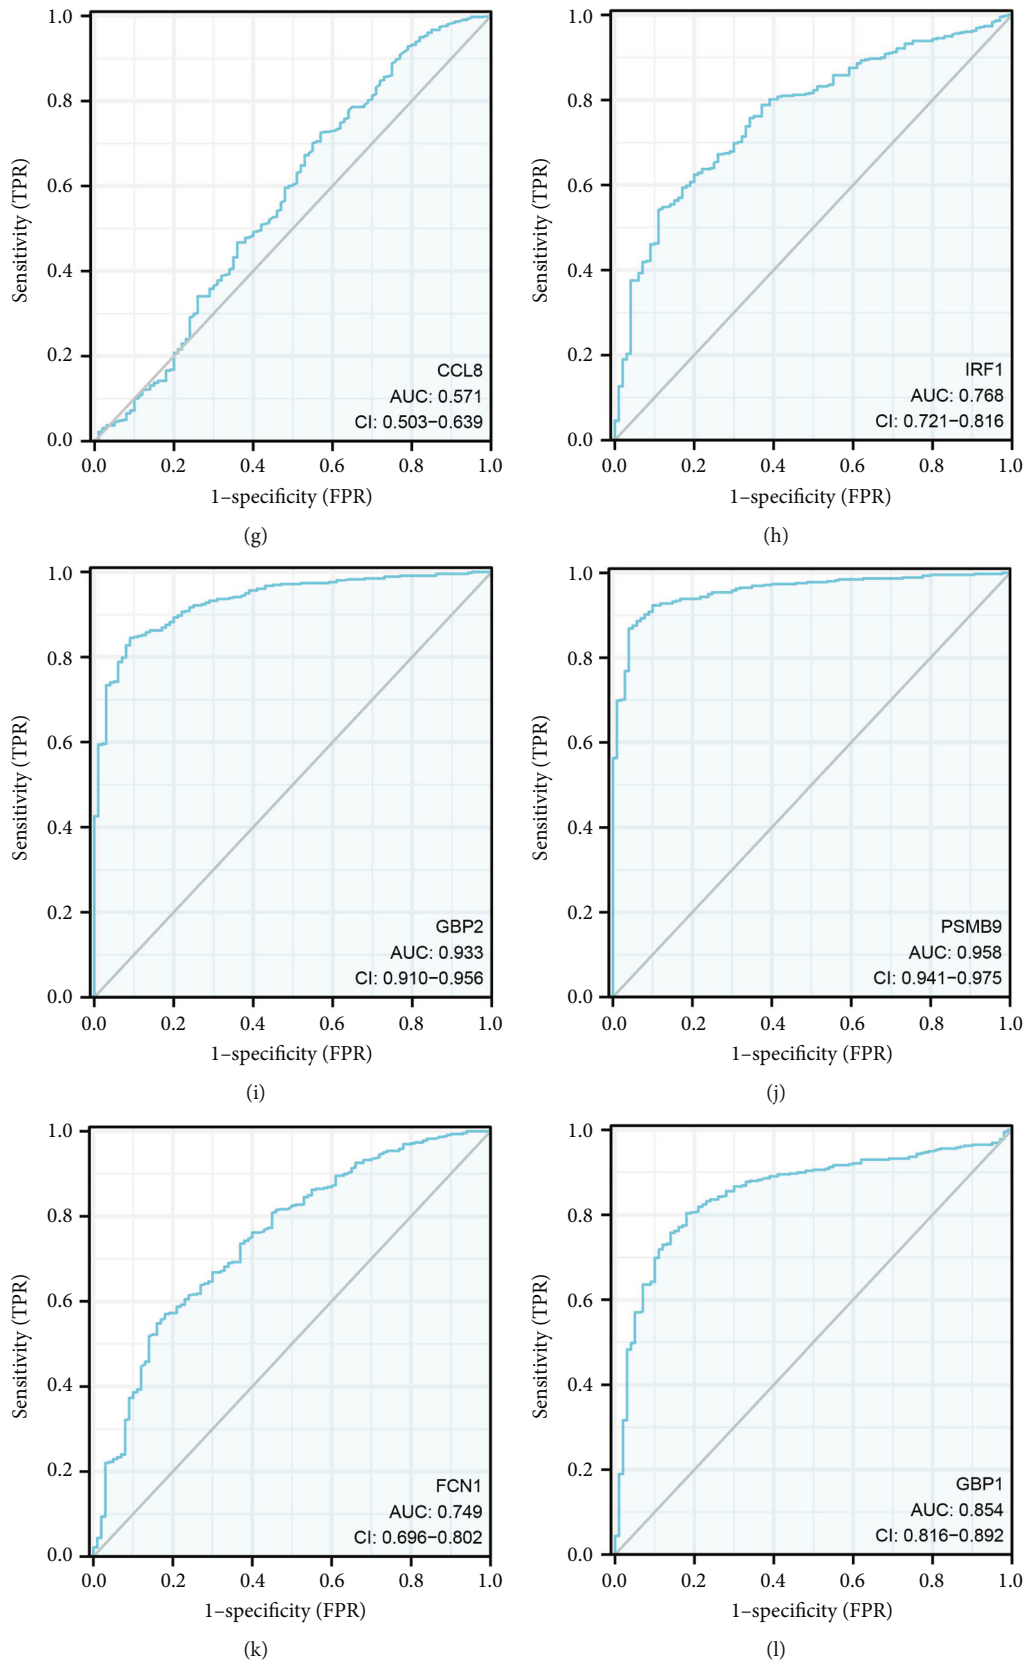 1.0
0.8
0.6
0.4
0.2
0.0
Sensitivity (TPR)
CCL8
AUC: 0.571
CI: 0.503–0.639
0.0 0.2 0.4 0.6 0.8 1.0
1–specificity (FPR)
(g)
1.0
0.8
0.6
0.4
0.2
0.0
Sensitivity (TPR)
IRF1
AUC: 0.768
CI: 0.721–0.816
0.0 0.2 0.4 0.6 0.8 1.0
1–specificity (FPR)
(h)
1.0
0.8
0.6
0.4
0.2
0.0
Sensitivity (TPR)
GBP2
AUC: 0.933
CI: 0.910–0.956
0.0 0.2 0.4 0.6 0.8 1.0
1–specificity (FPR)
(i)
1.0
0.8
0.6
0.4
0.2
0.0
Sensitivity (TPR)
PSMB9
AUC: 0.958
CI: 0.941–0.975
0.0 0.2 0.4 0.6 0.8 1.0
1–specificity (FPR)
(j)
1.0
0.8
0.6
0.4
0.2
0.0
Sensitivity (TPR)
FCN1
AUC: 0.749
CI: 0.696–0.802
0.0 0.2 0.4 0.6 0.8 1.0
1–specificity (FPR)
(k)
1.0
0.8
0.6
0.4
0.2
0.0
Sensitivity (TPR)
GBP1
AUC: 0.854
CI: 0.816–0.892
0.0 0.2 0.4 0.6 0.8 1.0
1–specificity (FPR)
(l)